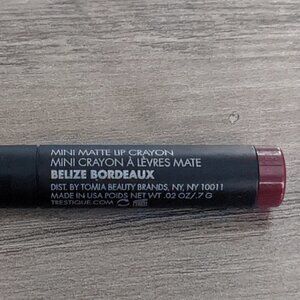 MINI MATTE LIP CRAYON
MINI CRAYON À LÈVRES MATE
BELIZE BORDEAUX
DIST. BY TOMIA BEAUTY BRANDS, NY, NY 10011
MADE IN USA POIDS NET WT .02 OZ/.7 G
TRESTIQUE.COM